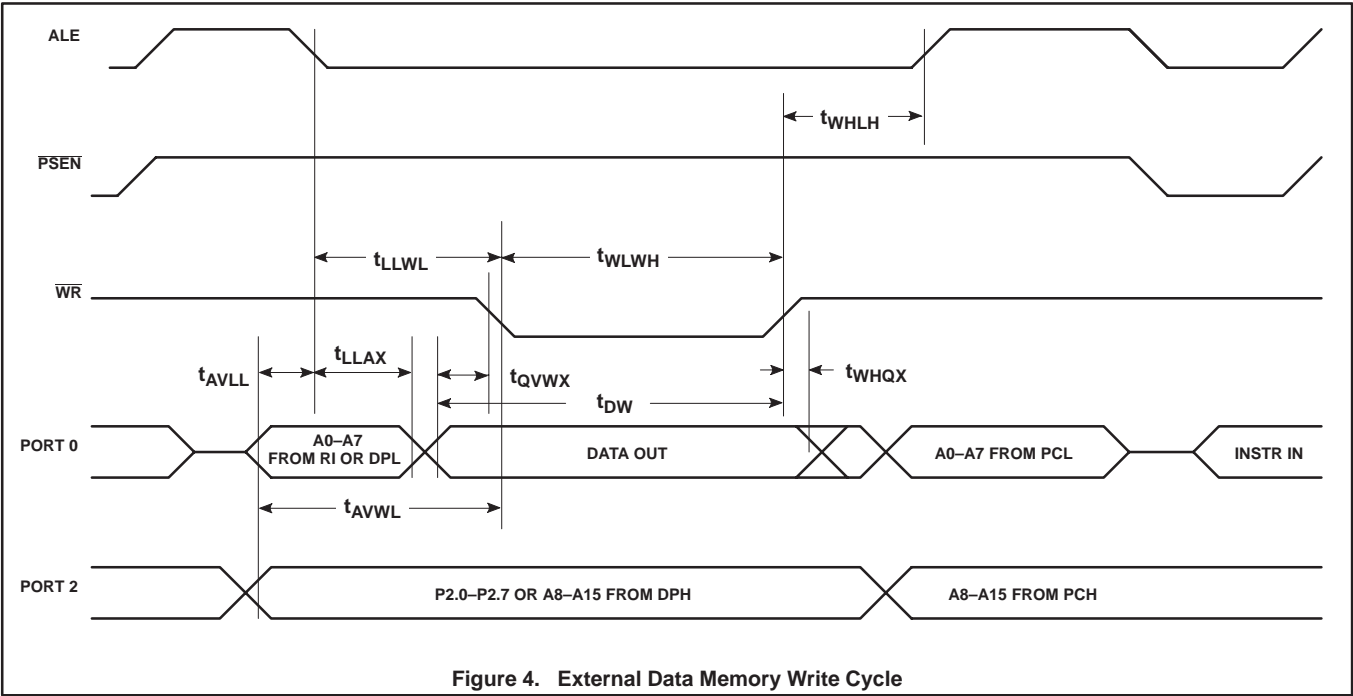 ALE
tWHLH
PSEN
tLLWL
tWLWH
WR
tLLAX
tAVLL
tQVWX
tWHQX
tDW
PORT 0
A0–A7
FROM RI OR DPL
DATA OUT
A0–A7 FROM PCL
INSTR IN
tAVWL
PORT 2
P2.0–P2.7 OR A8–A15 FROM DPH
A8–A15 FROM PCH
Figure 4. External Data Memory Write Cycle